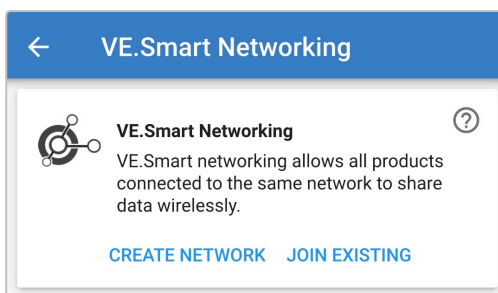 VE.Smart Networking
VE.Smart Networking
VE.Smart networking allows all products
connected to the same network to share
data wirelessly.
CREATE NETWORK JOIN EXISTING